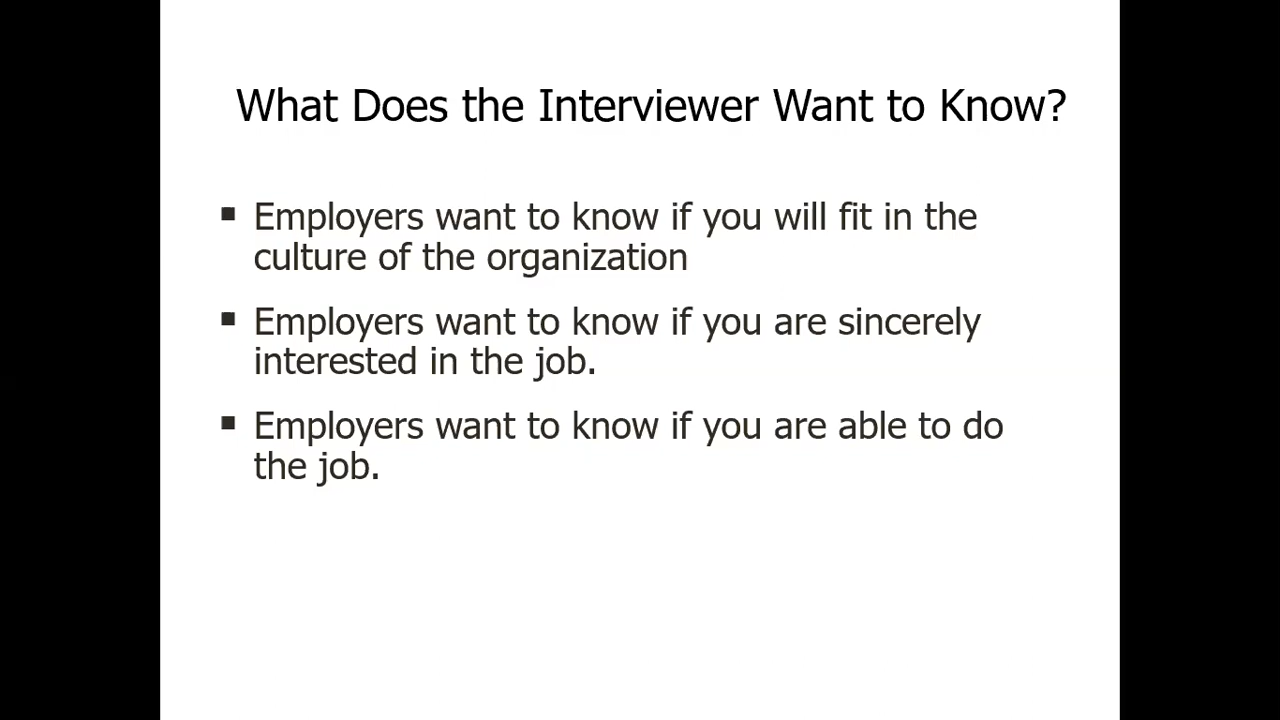 What Does the Interviewer Want to Know?
▪ Employers want to know if you will fit in the
culture of the organization
▪ Employers want to know if you are sincerely
interested in the job.
▪ Employers want to know if you are able to do
the job.